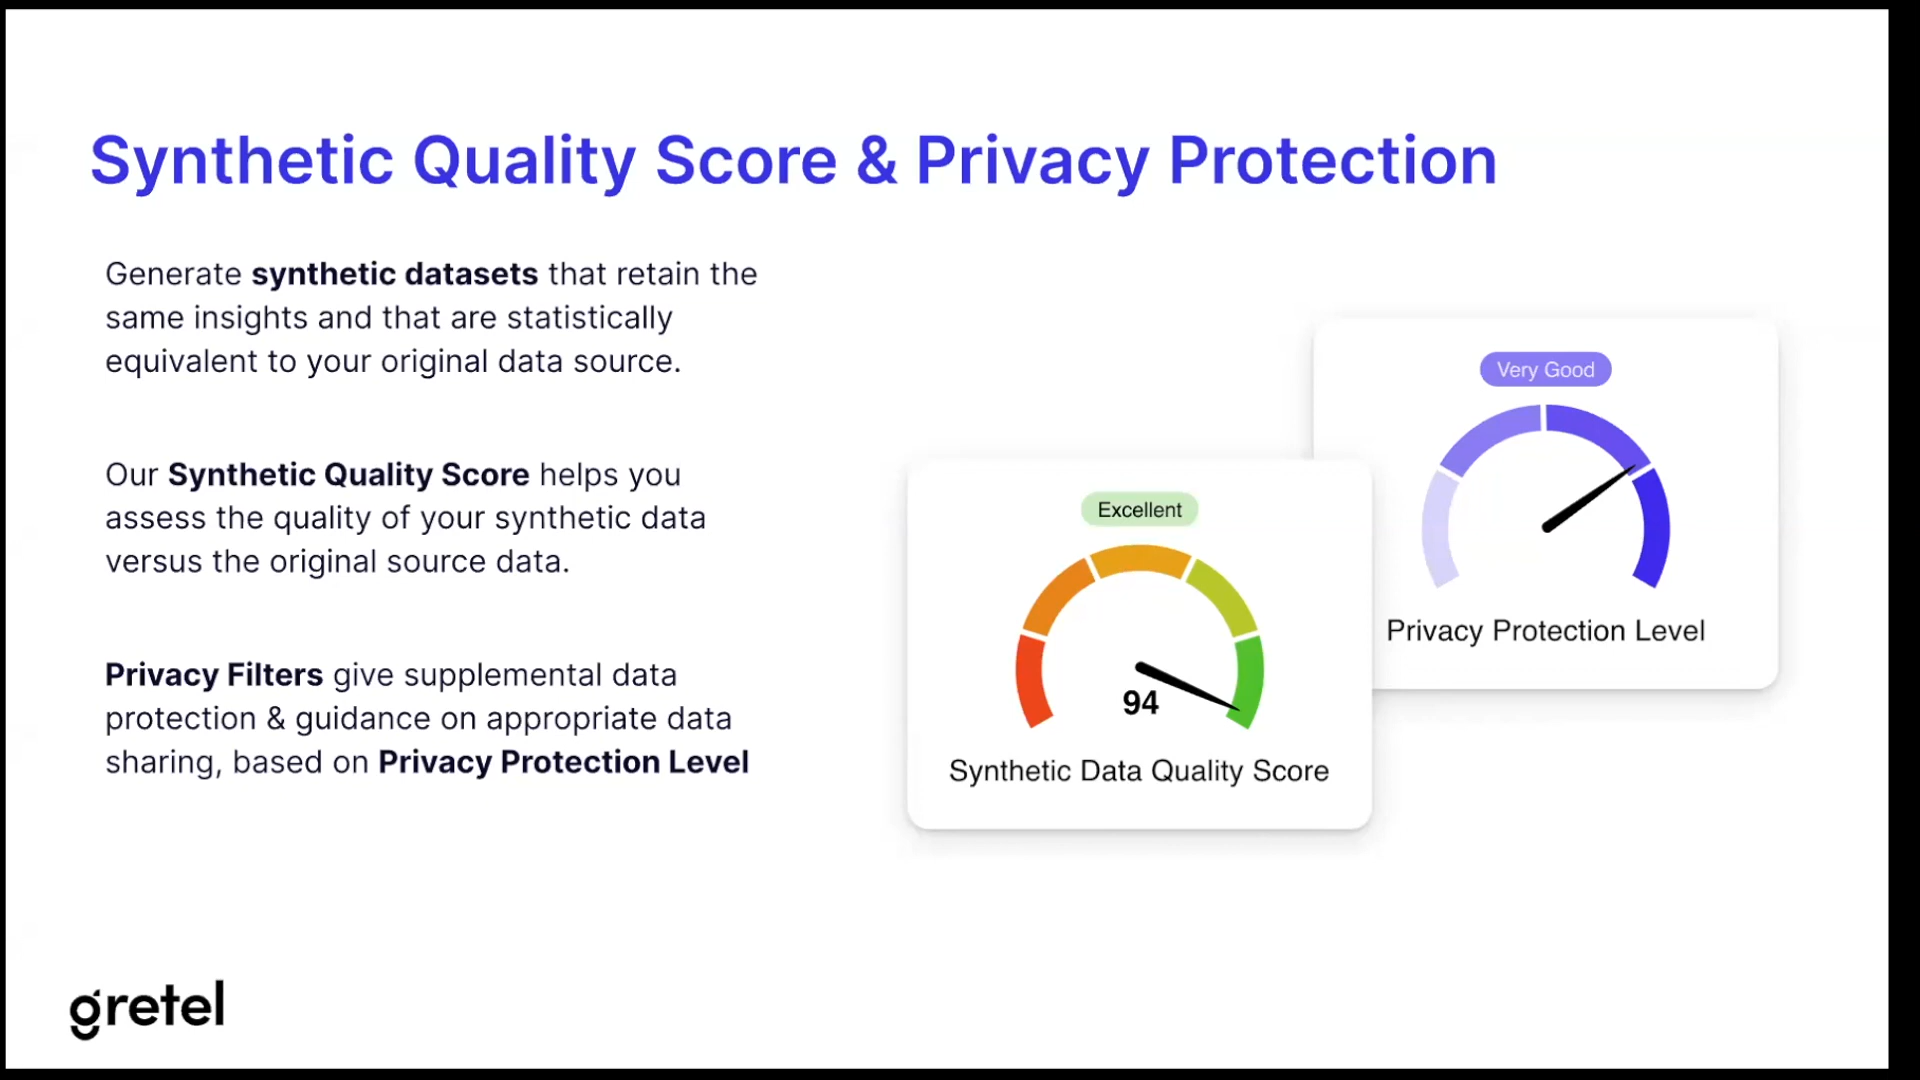 Synthetic Quality Score & Privacy Protection
Generate synthetic datasets that retain the
same insights and that are statistically
equivalent to your original data source.
Our Synthetic Quality Score helps you
assess the quality of your synthetic data
versus the original source data.
Privacy Filters give supplemental data
protection & guidance on appropriate data
sharing, based on Privacy Protection Level
Excellent
94
Synthetic Data Quality Score
Very Good
Privacy Protection Level
gretel